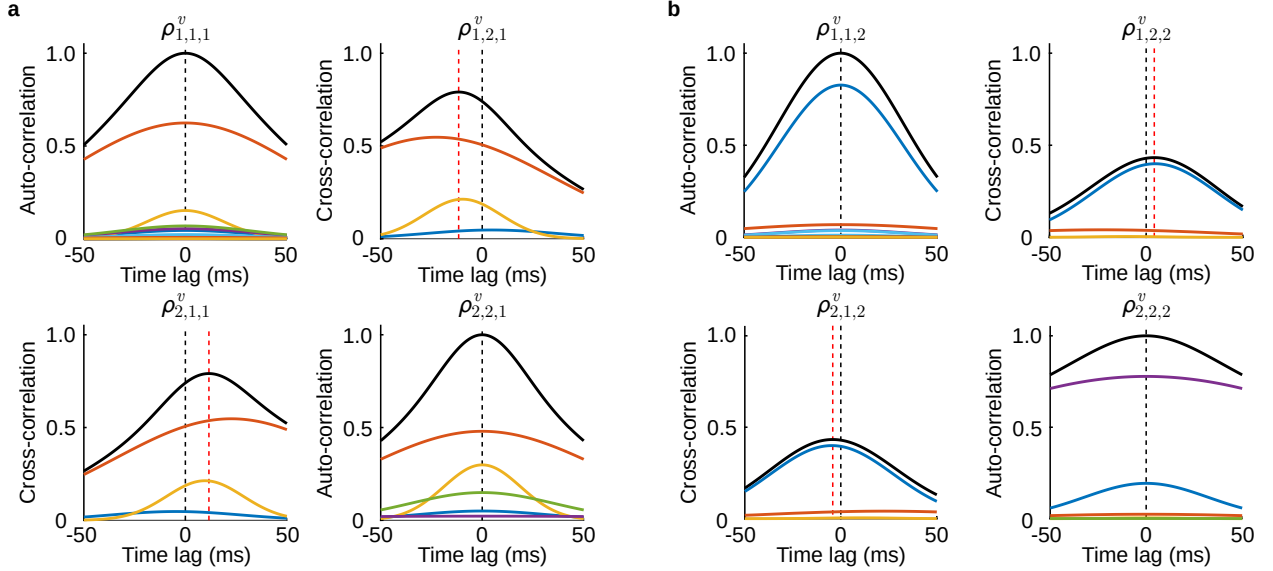 a
ρ^v_{1,1,1}
Auto-correlation
1.0
0.5
0
-50
0
50
Time lag (ms)
ρ^v_{1,2,1}
Cross-correlation
1.0
0.5
0
-50
0
50
Time lag (ms)
b
ρ^v_{1,1,2}
Auto-correlation
1.0
0.5
0
-50
0
50
Time lag (ms)
ρ^v_{1,2,2}
Cross-correlation
1.0
0.5
0
-50
0
50
Time lag (ms)
ρ^v_{2,1,1}
Cross-correlation
1.0
0.5
0
-50
0
50
Time lag (ms)
ρ^v_{2,2,1}
Auto-correlation
1.0
0.5
0
-50
0
50
Time lag (ms)
ρ^v_{2,1,2}
Cross-correlation
1.0
0.5
0
-50
0
50
Time lag (ms)
ρ^v_{2,2,2}
Auto-correlation
1.0
0.5
0
-50
0
50
Time lag (ms)